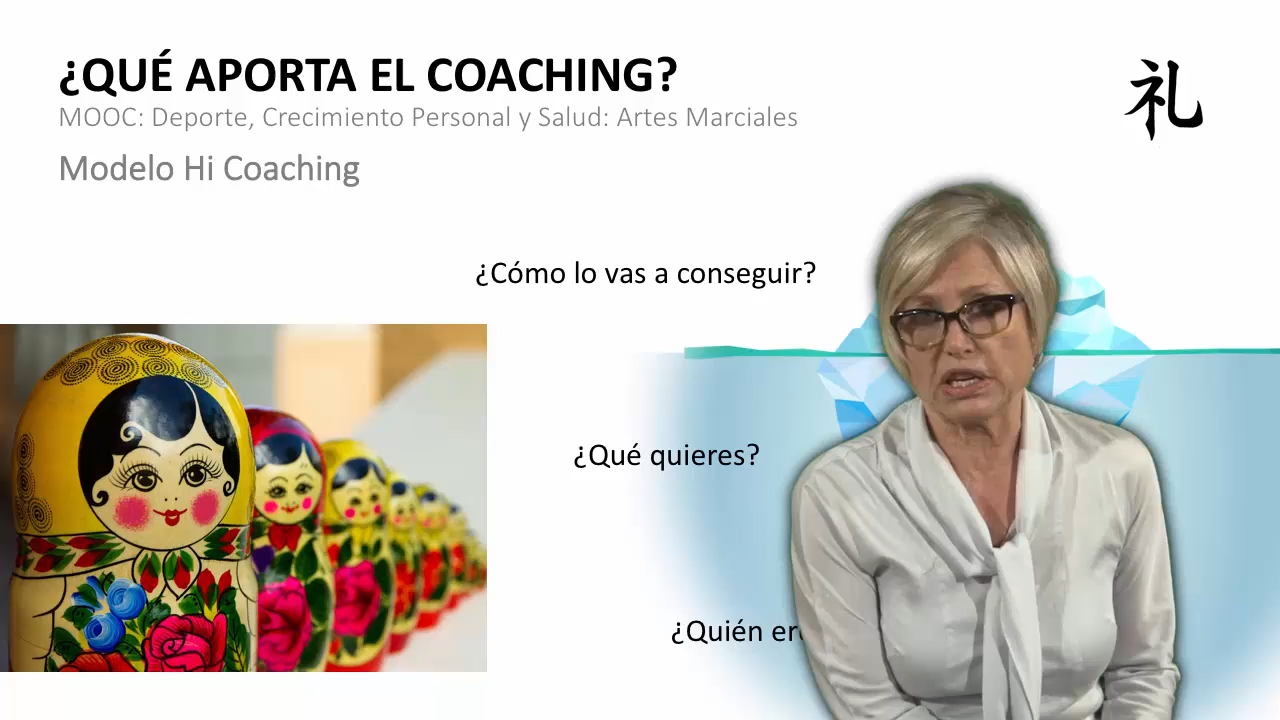 ¿QUÉ APORTA EL COACHING?
MOOC: Deporte, Crecimiento Personal y Salud: Artes Marciales
礼
Modelo Hi Coaching
¿Cómo lo vas a conseguir?
¿Qué quieres?
¿Quién